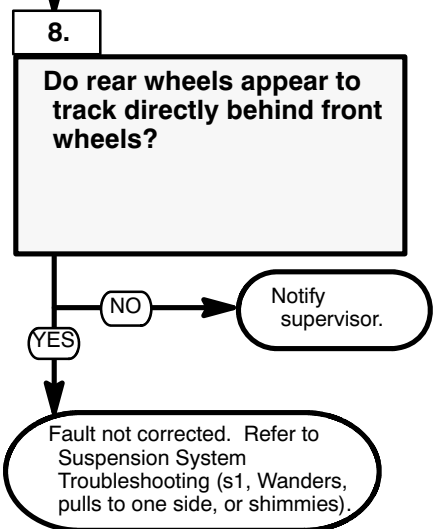 8.
Do rear wheels appear to
track directly behind front
wheels?
NO
Notify
supervisor.
YES
Fault not corrected. Refer to
Suspension System
Troubleshooting (s1, Wanders,
pulls to one side, or shimmies).